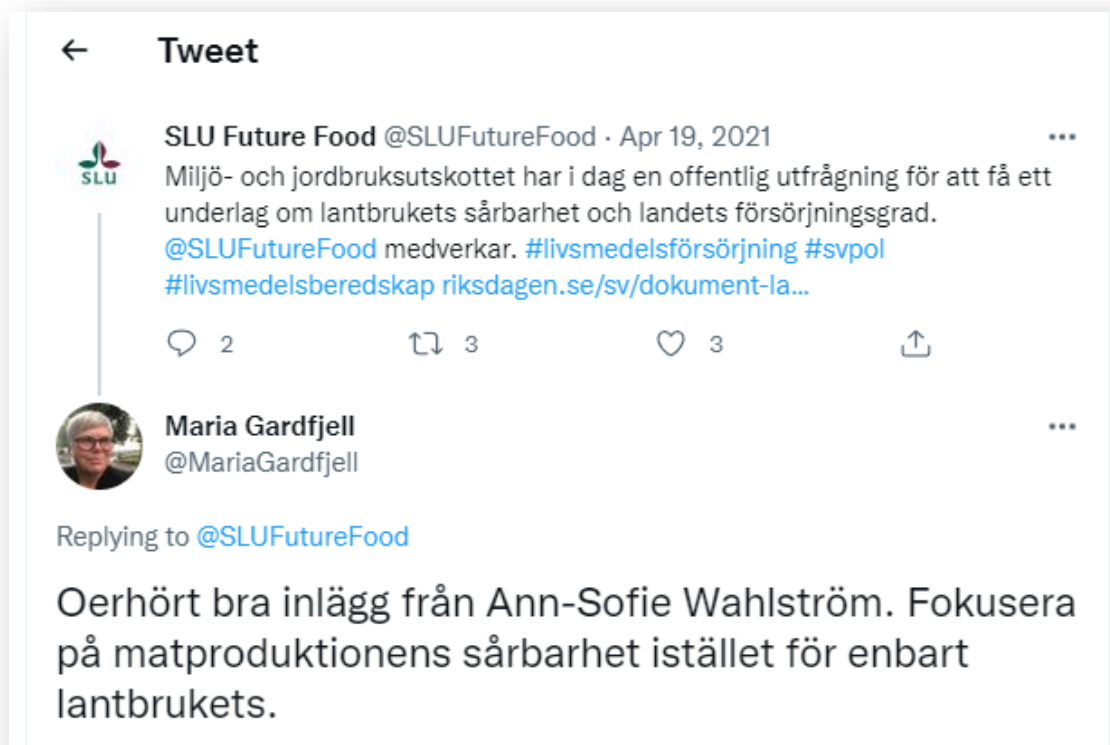 Tweet
SLU Future Food @SLUFutureFood · Apr 19, 2021
SLU
Miljö- och jordbruksutskottet har i dag en offentlig utfrågning för att få ett
underlag om lantbrukets sårbarhet och landets försörjningsgrad.
@SLUFutureFood medverkar. #livsmedelsförsörjning #svpol
#livsmedelsberedskap riksdagen.se/sv/dokument-la...
2 3 3
Maria Gardfjell
@MariaGardfjell
Replying to @SLUFutureFood
Oerhört bra inlägg från Ann-Sofie Wahlström. Fokusera
på matproduktionens sårbarhet istället för enbart
lantbrukets.